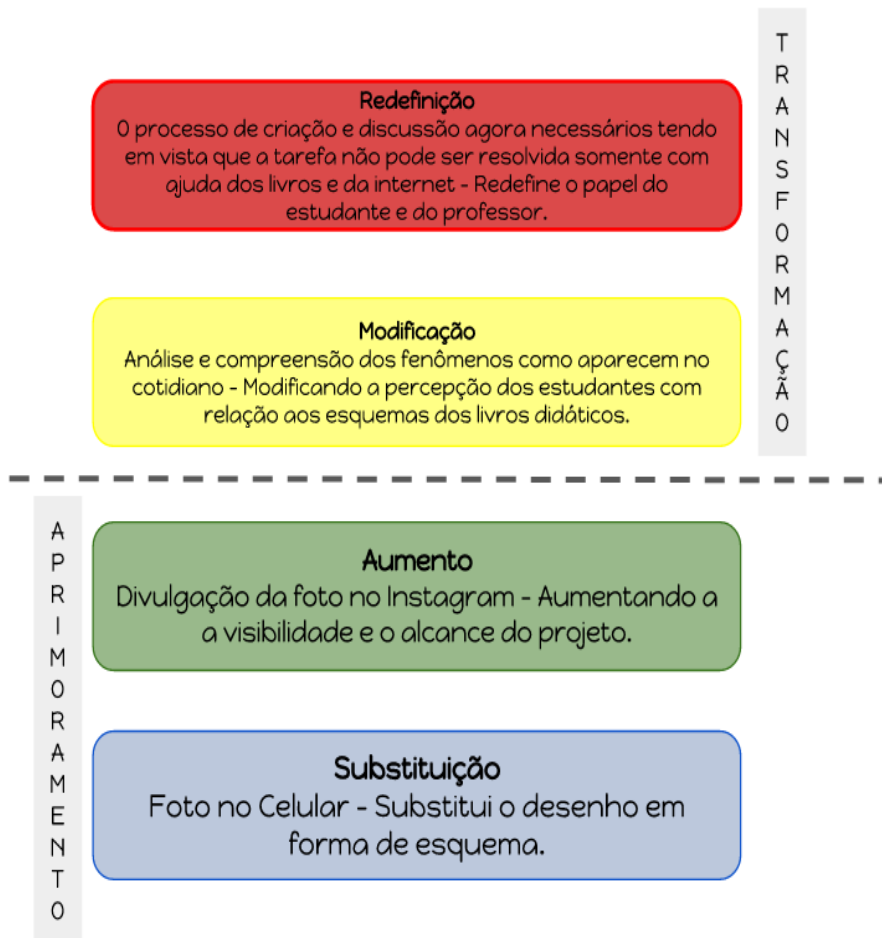 TRANSFORMAÇÃO
Redefinição
O processo de criação e discussão agora necessários tendo
em vista que a tarefa não pode ser resolvida somente com
ajuda dos livros e da internet - Redefine o papel do
estudante e do professor.
Modificação
Análise e compreensão dos fenômenos como aparecem no
cotidiano - Modificando a percepção dos estudantes com
relação aos esquemas dos livros didáticos.
APRIMORAMENTO
Aumento
Divulgação da foto no Instagram - Aumentando a
a visibilidade e o alcance do projeto.
Substituição
Foto no Celular - Substitui o desenho em
forma de esquema.